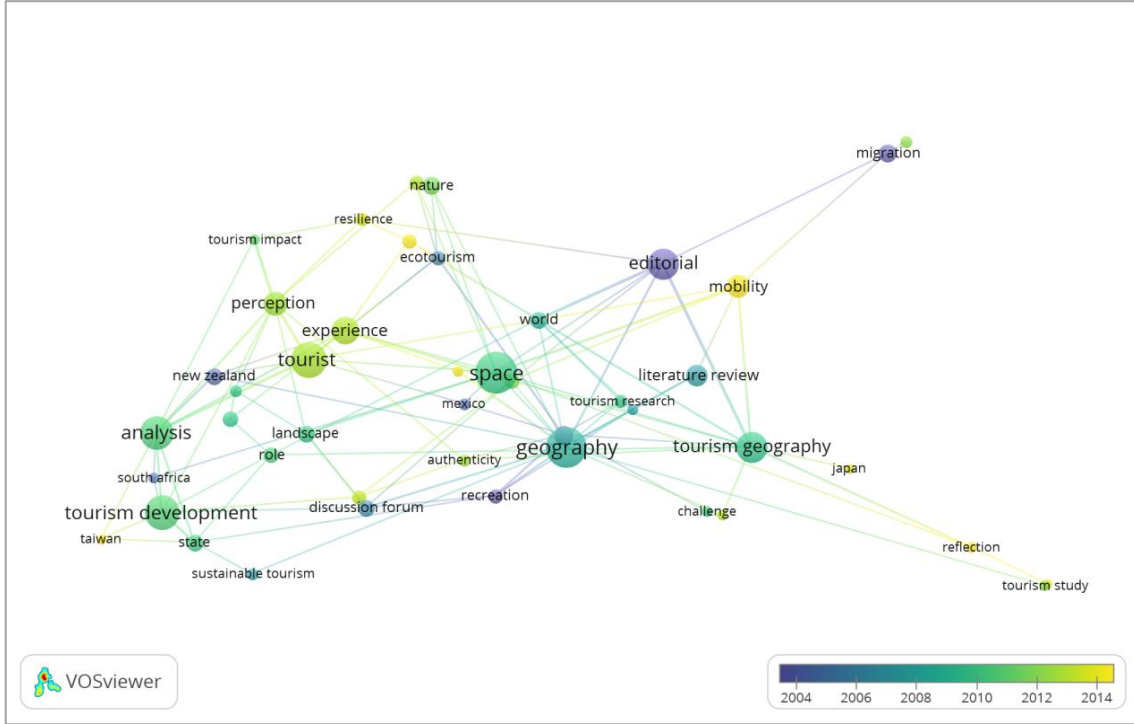 migration
nature
resilience
tourism impact
ecotourism
editorial
mobility
perception
world
experience
tourist
space
new zealand
literature review
mexico
tourism research
analysis
landscape
geography
tourism geography
role
authenticity
japan
south africa
recreation
tourism development
discussion forum
challenge
taiwan
state
reflection
sustainable tourism
tourism study
VOSviewer
2004 2006 2008 2010 2012 2014